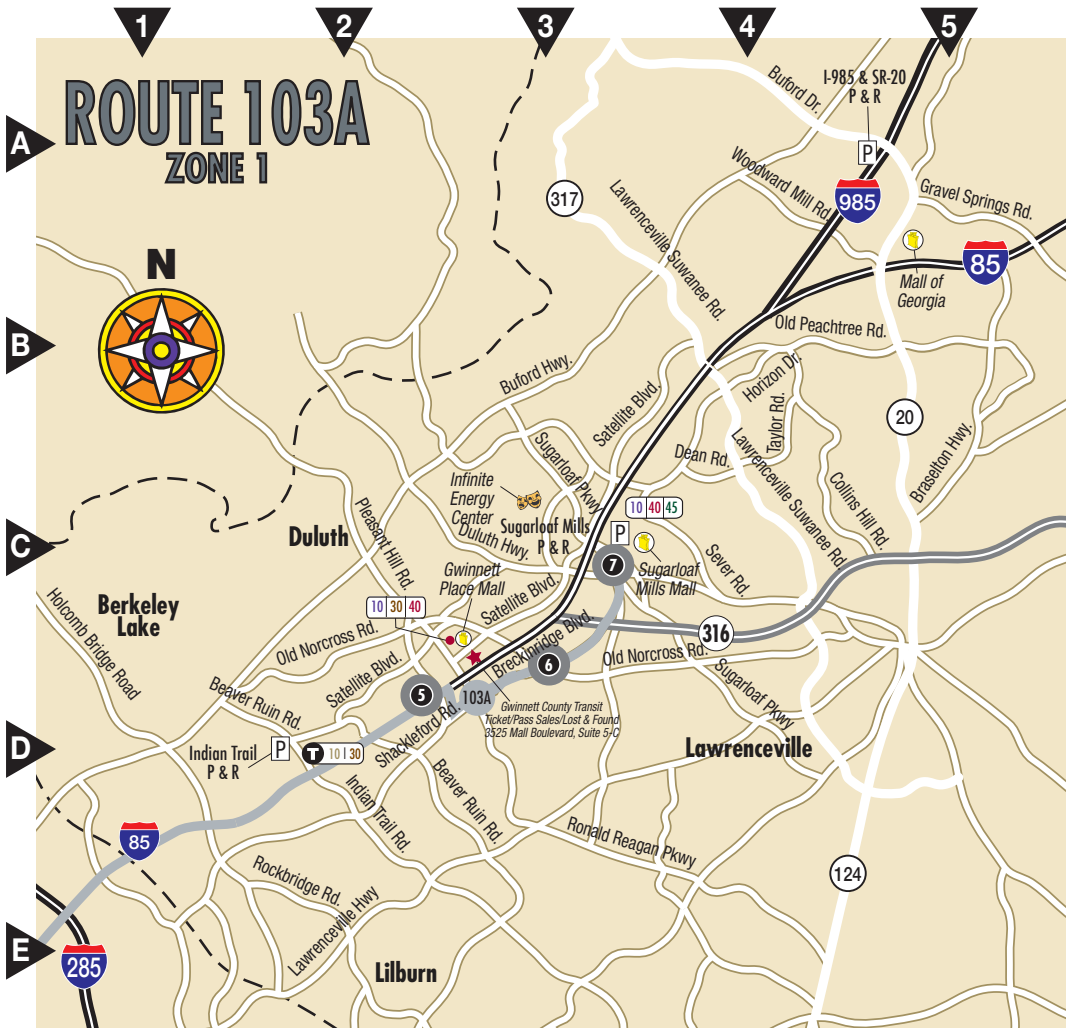 1
2
3
4
5
A
B
C
D
E
ROUTE 103A
ZONE 1
N
I-985 & SR-20
P & R
P
Buford Dr.
Woodward Mill Rd.
985
Gravel Springs Rd.
317
Lawrenceville Suwanee Rd.
85
Mall of
Georgia
Old Peachtree Rd.
Buford Hwy.
Satellite Blvd.
Horizon Dr.
Taylor Rd.
20
Dean Rd.
Lawrenceville Suwanee Rd.
Collins Hill Rd.
Braselton Hwy.
Sugarloaf Pkwy.
Infinite
Energy
Center
Sugarloaf Mills
P & R
10 40 45
P
7
Sugarloaf
Mills Mall
Sever Rd.
Pleasant Hill Rd.
Duluth
Duluth Hwy.
Gwinnett
Place Mall
Satellite Blvd.
10 30 40
Berkeley
Lake
Holcomb Bridge Road
Old Norcross Rd.
Satellite Blvd.
Breckinridge Blvd.
316
Old Norcross Rd.
6
5
103A
Sugarloaf Pkwy
Beaver Ruin Rd.
Shackleford Rd.
Gwinnett County Transit
Ticket/Pass Sales/Lost & Found
3525 Mall Boulevard, Suite 5-C
Lawrenceville
Indian Trail
P & R
P
T 10 30
Indian Trail Rd.
Beaver Ruin Rd.
Ronald Reagan Pkwy
85
124
Rockbridge Rd.
Lawrenceville Hwy
285
Lilburn